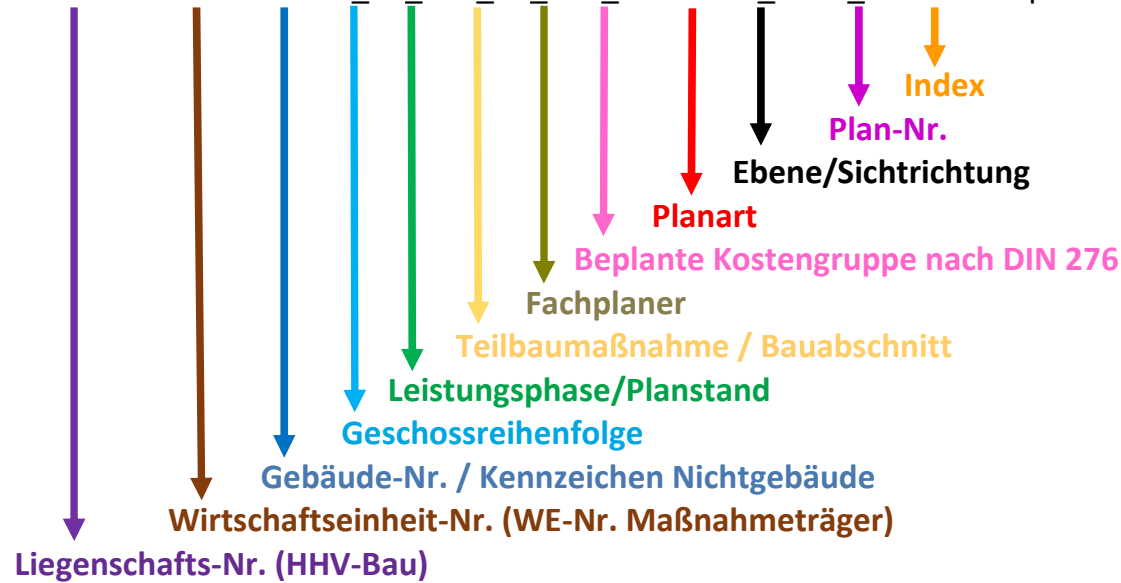 Index
Plan-Nr.
Ebene/Sichtrichtung
Planart
Beplante Kostengruppe nach DIN 276
Fachplaner
Teilbaumaßnahme / Bauabschnitt
Leistungsphase/Planstand
Geschossreihenfolge
Gebäude-Nr. / Kennzeichen Nichtgebäude
Wirtschaftseinheit-Nr. (WE-Nr. Maßnahmeträger)
Liegenschafts-Nr. (HHV-Bau)